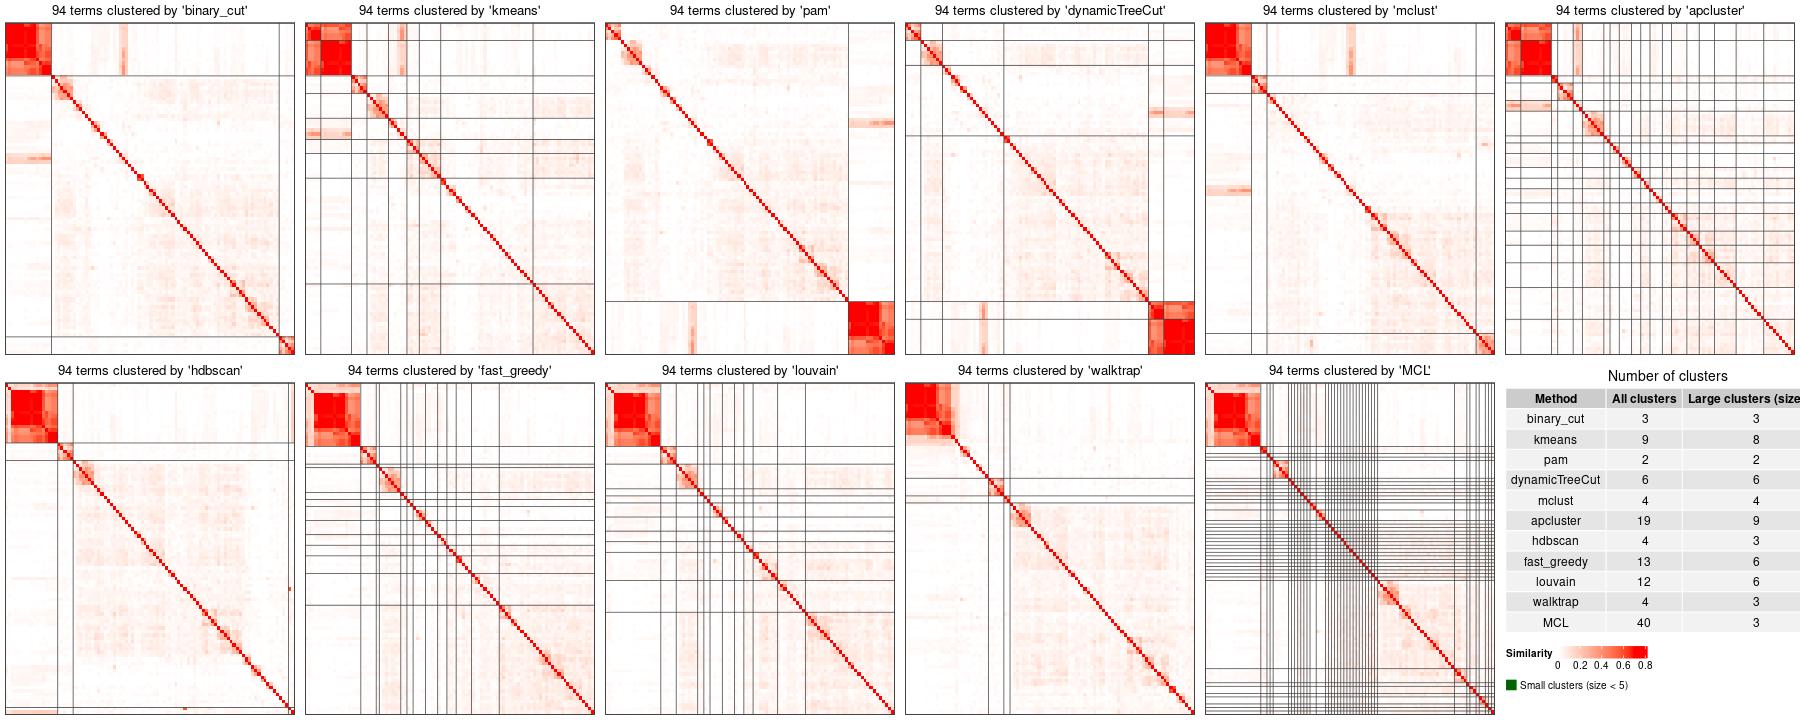 94 terms clustered by 'binary_cut'
94 terms clustered by 'kmeans'
94 terms clustered by 'pam'
94 terms clustered by 'dynamicTreeCut'
94 terms clustered by 'mclust'
94 terms clustered by 'apcluster'
94 terms clustered by 'hdbscan'
94 terms clustered by 'fast_greedy'
94 terms clustered by 'louvain'
94 terms clustered by 'walktrap'
94 terms clustered by 'MCL'
Number of clusters
Method All clusters Large clusters (size
binary_cut 3 3
kmeans 9 8
pam 2 2
dynamicTreeCut 6 6
mclust 4 4
apcluster 19 9
hdbscan 4 3
fast_greedy 13 6
louvain 12 6
walktrap 4 3
MCL 40 3
Similarity
0 0.2 0.4 0.6 0.8
Small clusters (size < 5)